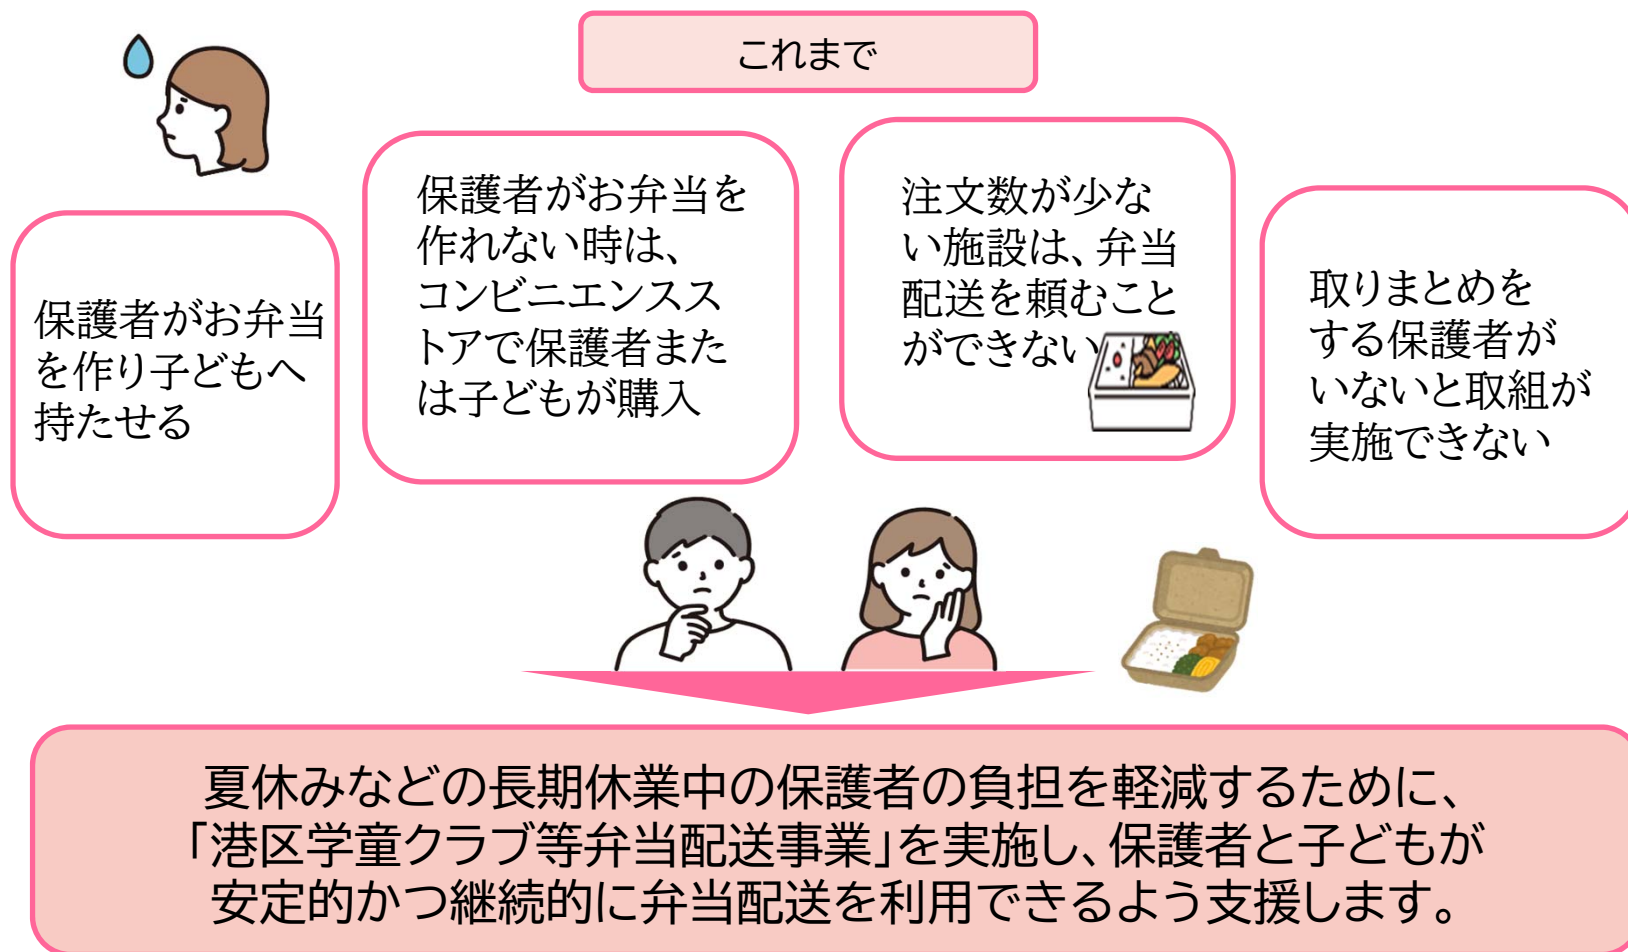 これまで
保護者がお弁当
を作り子どもへ
持たせる
保護者がお弁当を
作れない時は、
コンビニエンスス
トアで保護者また
は子どもが購入
注文数が少な
い施設は、弁当
配送を頼むこと
ができない
取りまとめを
する保護者が
いないと取組が
実施できない
夏休みなどの長期休業中の保護者の負担を軽減するために、
「港区学童クラブ等弁当配送事業」を実施し、保護者と子どもが
安定的かつ継続的に弁当配送を利用できるよう支援します。